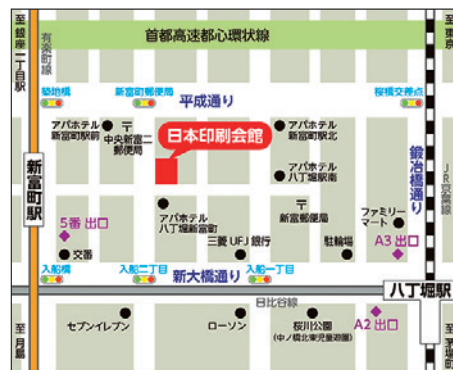 至銀座一丁目駅
有楽町線
首都高速都心環状線
至東京
築地橋
新富町郵便局
平成通り
桜橋交差点
アパホテル
新富町駅前
中央新富二
郵便局
日本印刷会館
アパホテル
新富町駅北
鍛冶橋通り
JR京葉線
新富町駅
アパホテル
八丁堀駅南
アパホテル
八丁堀新富町
新富郵便局
ファミリー
マート
5番 出口
交番
三菱 UFJ 銀行
駐輪場
A3 出口
入船橋
入船二丁目
新大橋通り
入船一丁目
日比谷線
八丁堀駅
セブンイレブン
ローソン
桜川公園
(中ノ橋北東児童遊園)
A2 出口
至月島
至茅場町